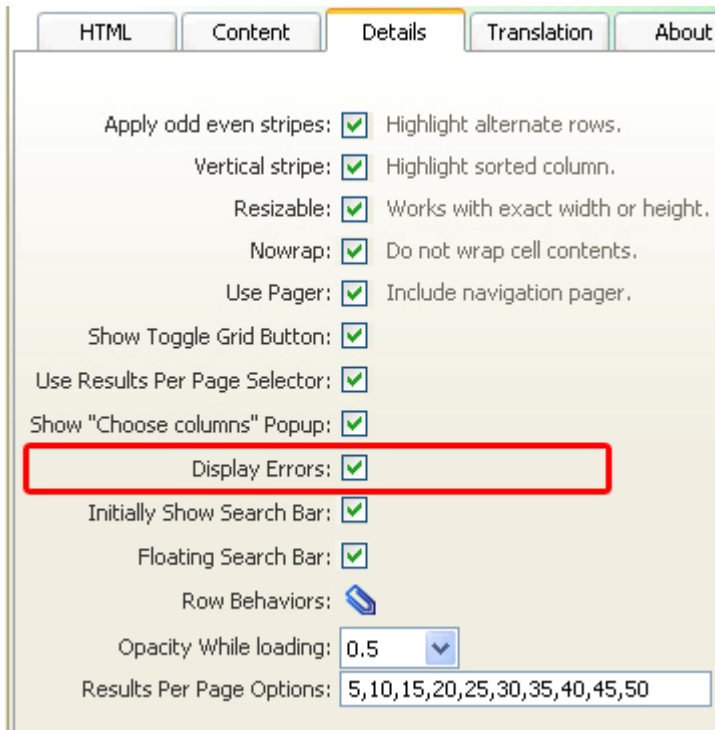 HTML Content Details Translation About
Apply odd even stripes: Highlight alternate rows.
Vertical stripe: Highlight sorted column.
Resizable: Works with exact width or height.
Nowrap: Do not wrap cell contents.
Use Pager: Include navigation pager.
Show Toggle Grid Button:
Use Results Per Page Selector:
Show "Choose columns" Popup:
Display Errors:
Initially Show Search Bar:
Floating Search Bar:
Row Behaviors:
Opacity While loading: 0.5
Results Per Page Options: 5,10,15,20,25,30,35,40,45,50